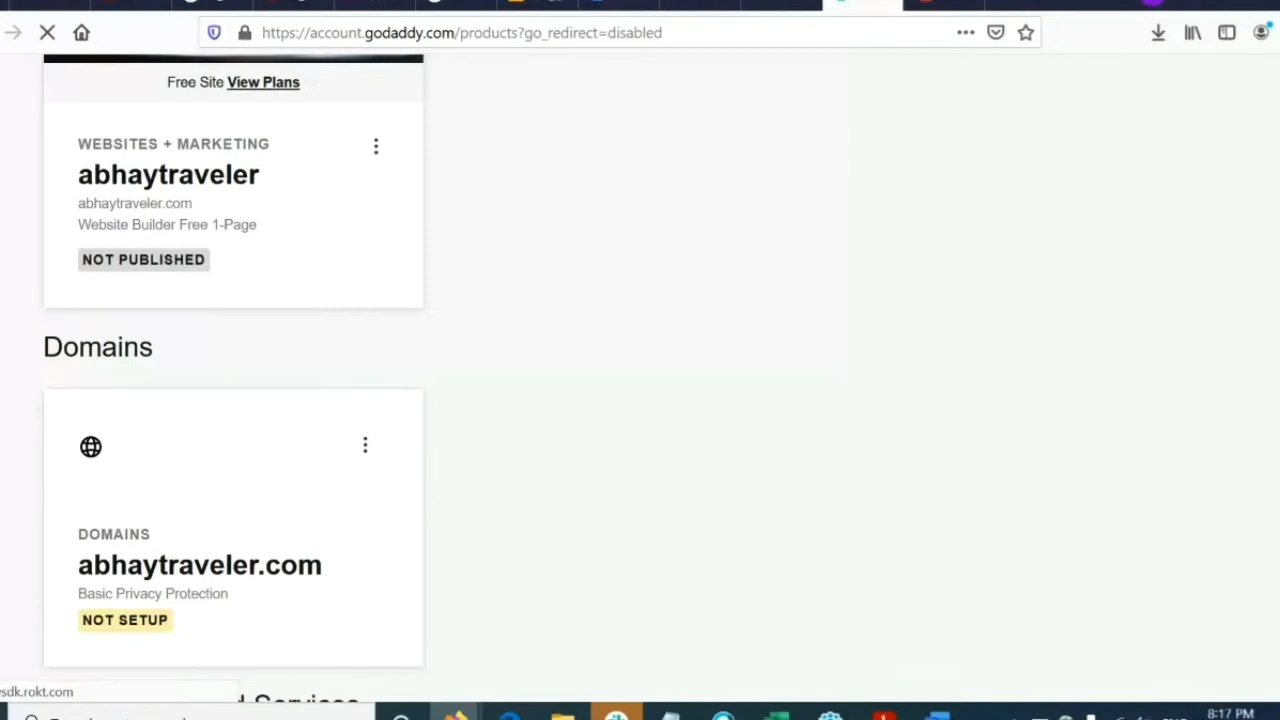 https://account.godaddy.com/products?go_redirect=disabled
Free Site View Plans
WEBSITES + MARKETING
abhaytraveler
abhaytraveler.com
Website Builder Free 1-Page
NOT PUBLISHED
Domains
DOMAINS
abhaytraveler.com
Basic Privacy Protection
NOT SETUP
sdk.rokt.com
Services
8:17 PM